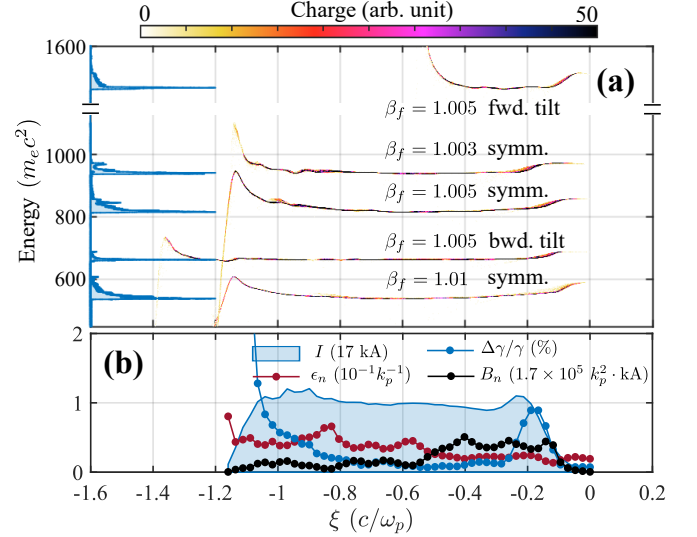 Charge (arb. unit)
0 50
1600
(a)
β_f = 1.005 fwd. tilt
β_f = 1.003 symm.
1000
β_f = 1.005 symm.
800
β_f = 1.005 bwd. tilt
β_f = 1.01 symm.
600
Energy (m_ec²)
2
(b)
I (17 kA)
Δγ/γ (%)
ϵ_n (10⁻¹k_p⁻¹)
B_n (1.7 × 10⁵ k_p² · kA)
1
0
-1.6 -1.4 -1.2 -1 -0.8 -0.6 -0.4 -0.2 0 0.2
ξ (c/ω_p)